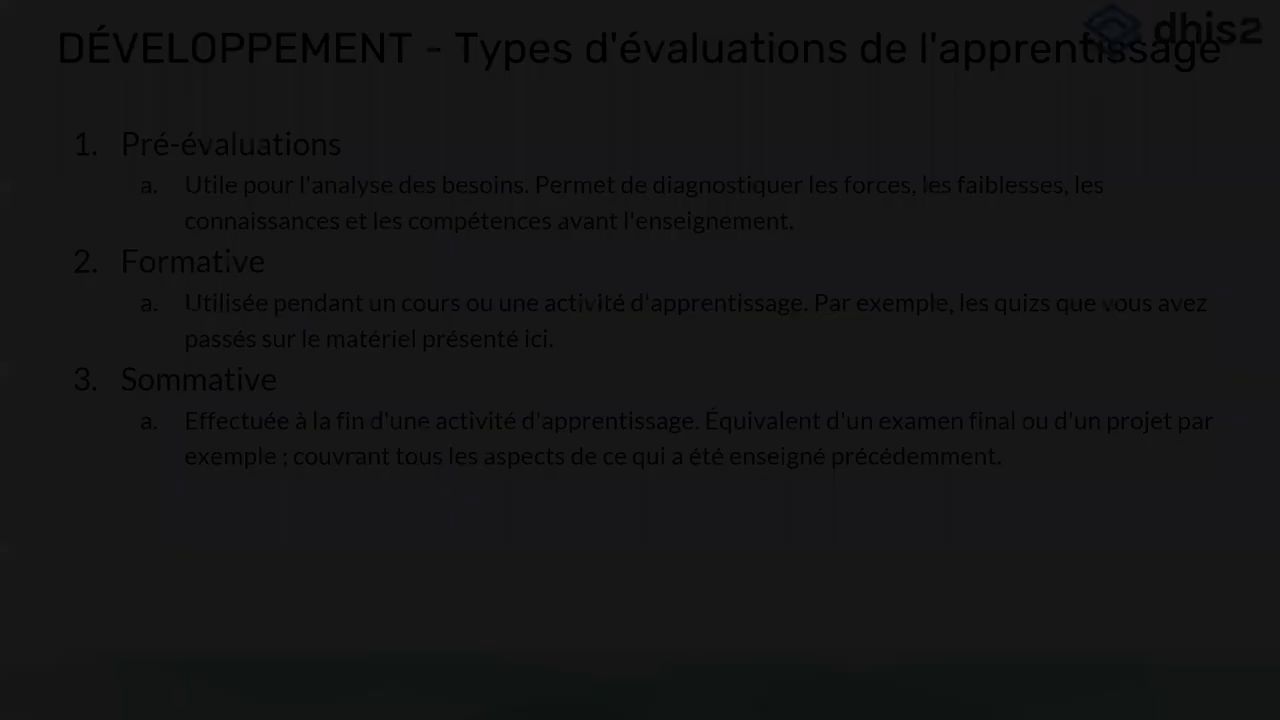 dhis2
DÉVELOPPEMENT - Types d'évaluations de l'apprentissage
1. Pré-évaluations
a. Utile pour l'analyse des besoins. Permet de diagnostiquer les forces, les faiblesses, les
connaissances et les compétences avant l'enseignement.
2. Formative
a. Utilisée pendant un cours ou une activité d'apprentissage. Par exemple, les quizs que vous avez
passés sur le matériel présenté ici.
3. Sommative
a. Effectuée à la fin d'une activité d'apprentissage. Équivalent d'un examen final ou d'un projet par
exemple ; couvrant tous les aspects de ce qui a été enseigné précédemment.